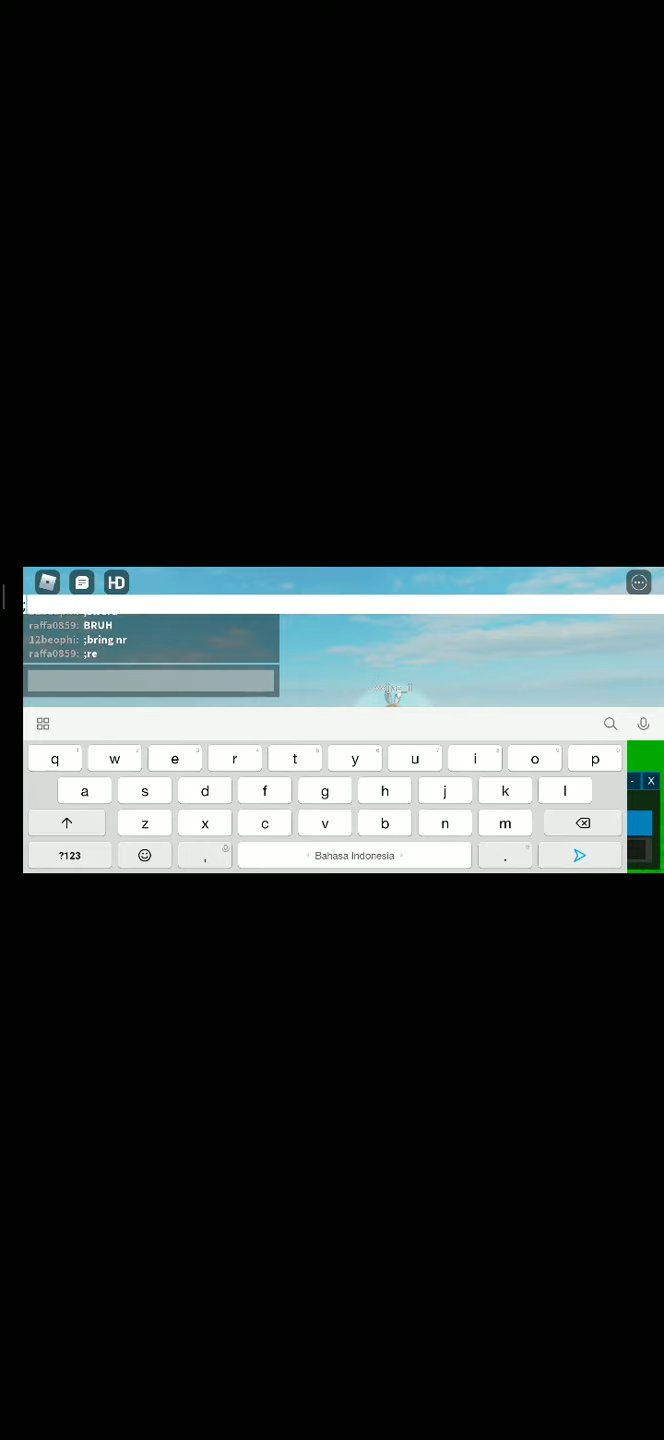 HD
;
raffa0859: BRUH
12beophi: ;bring nr
raffa0859: ;re
q w e r t y u i o p
a s d f g h j k l
- X
z x c v b n m
?123 , Bahasa Indonesia .